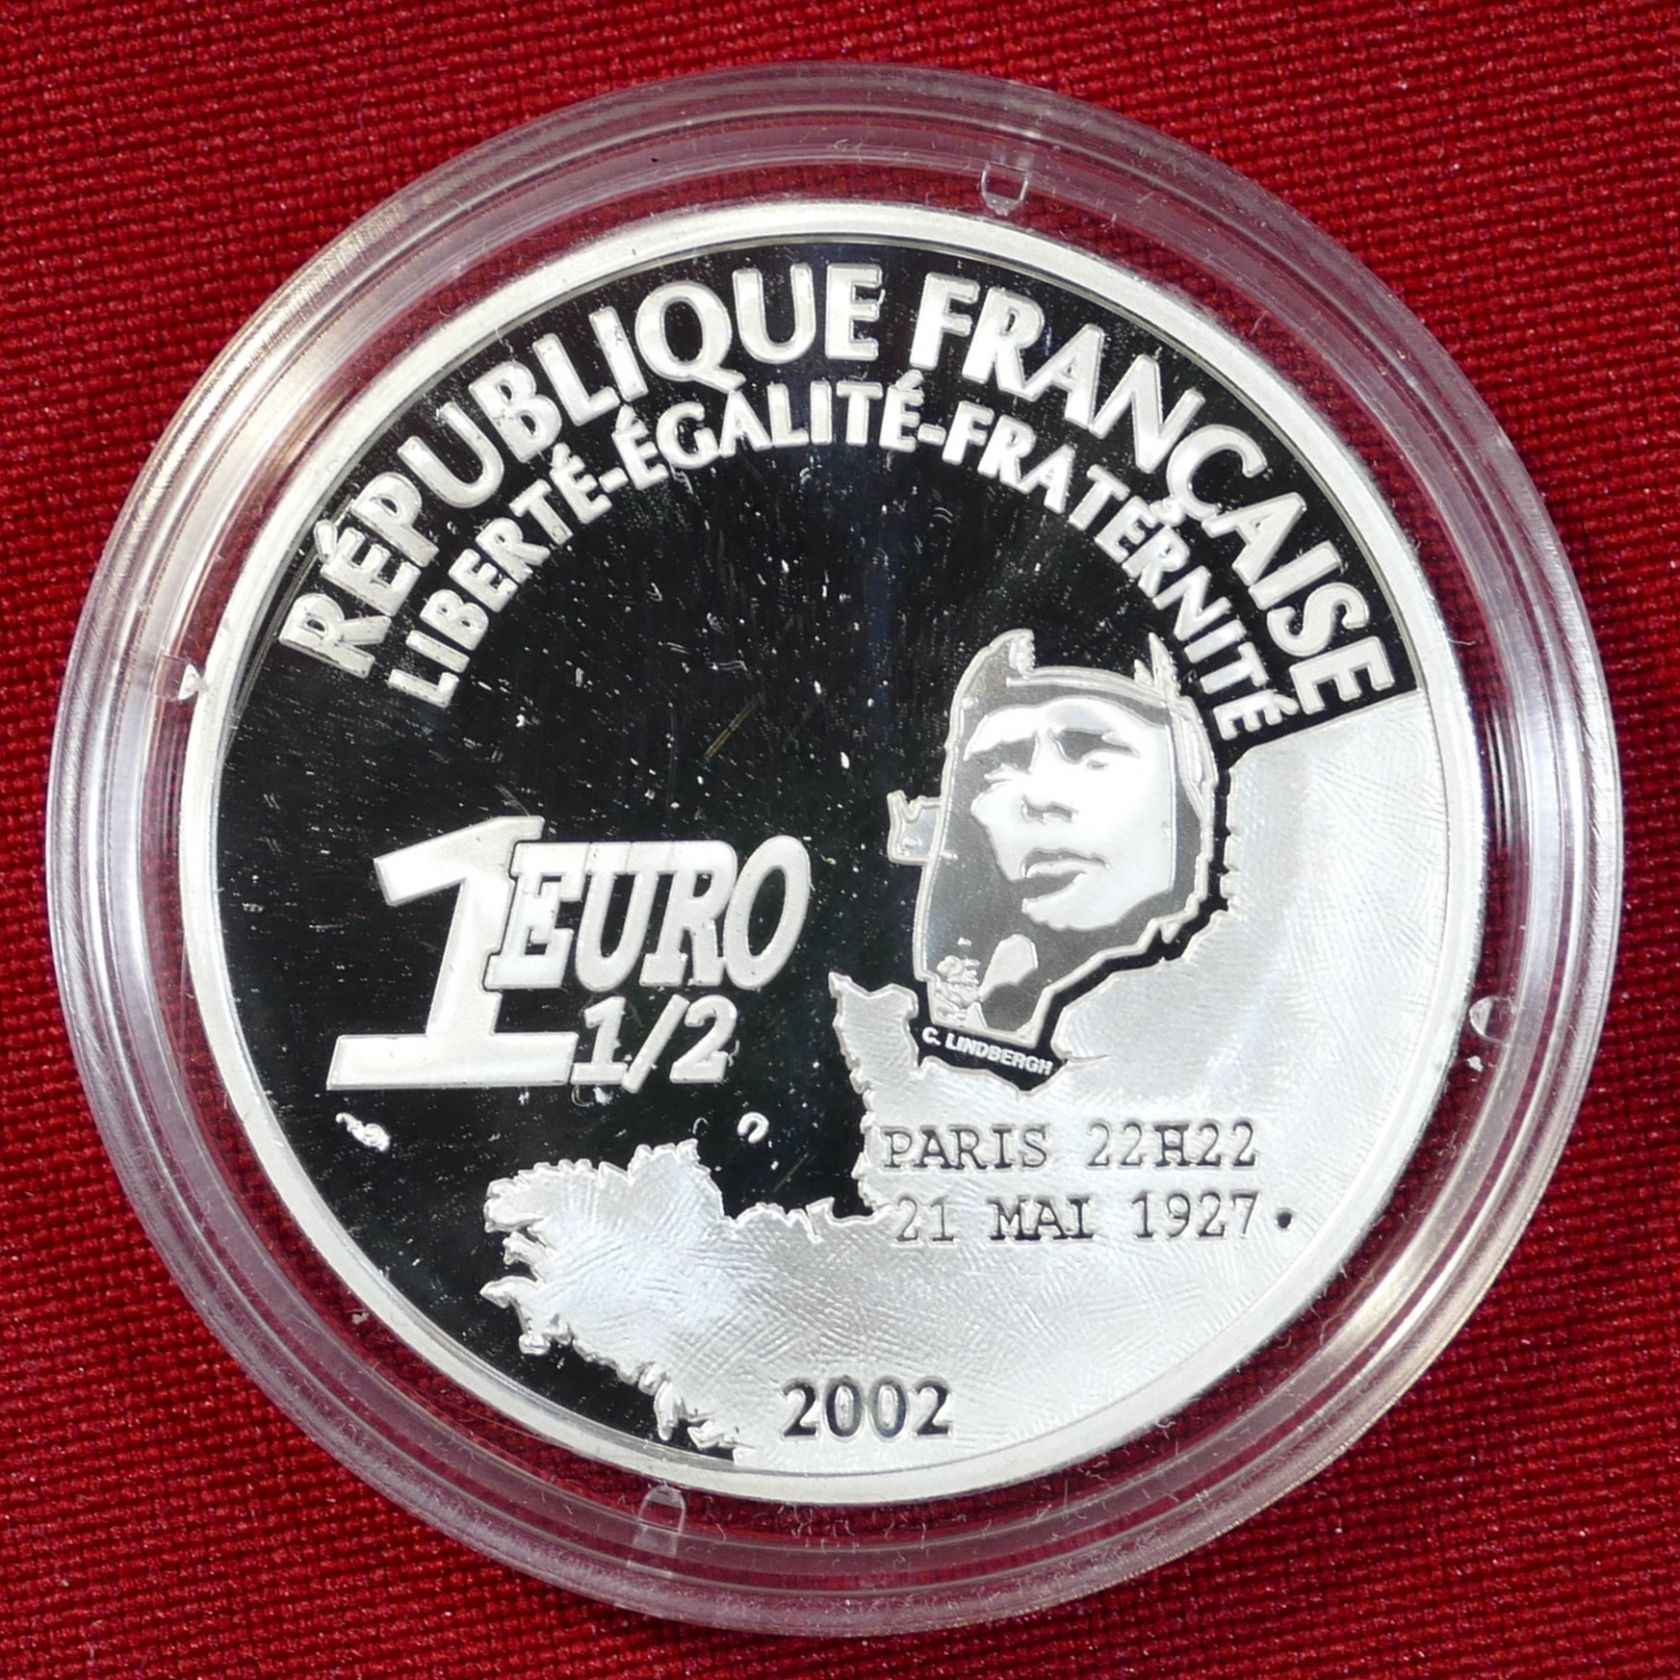 RÉPUBLIQUE FRANÇAISE
LIBERTÉ-ÉGALITÉ-FRATERNITÉ
1 EURO
1/2
C. LINDBERGH
PARIS 22H22
21 MAI 1927.
2002